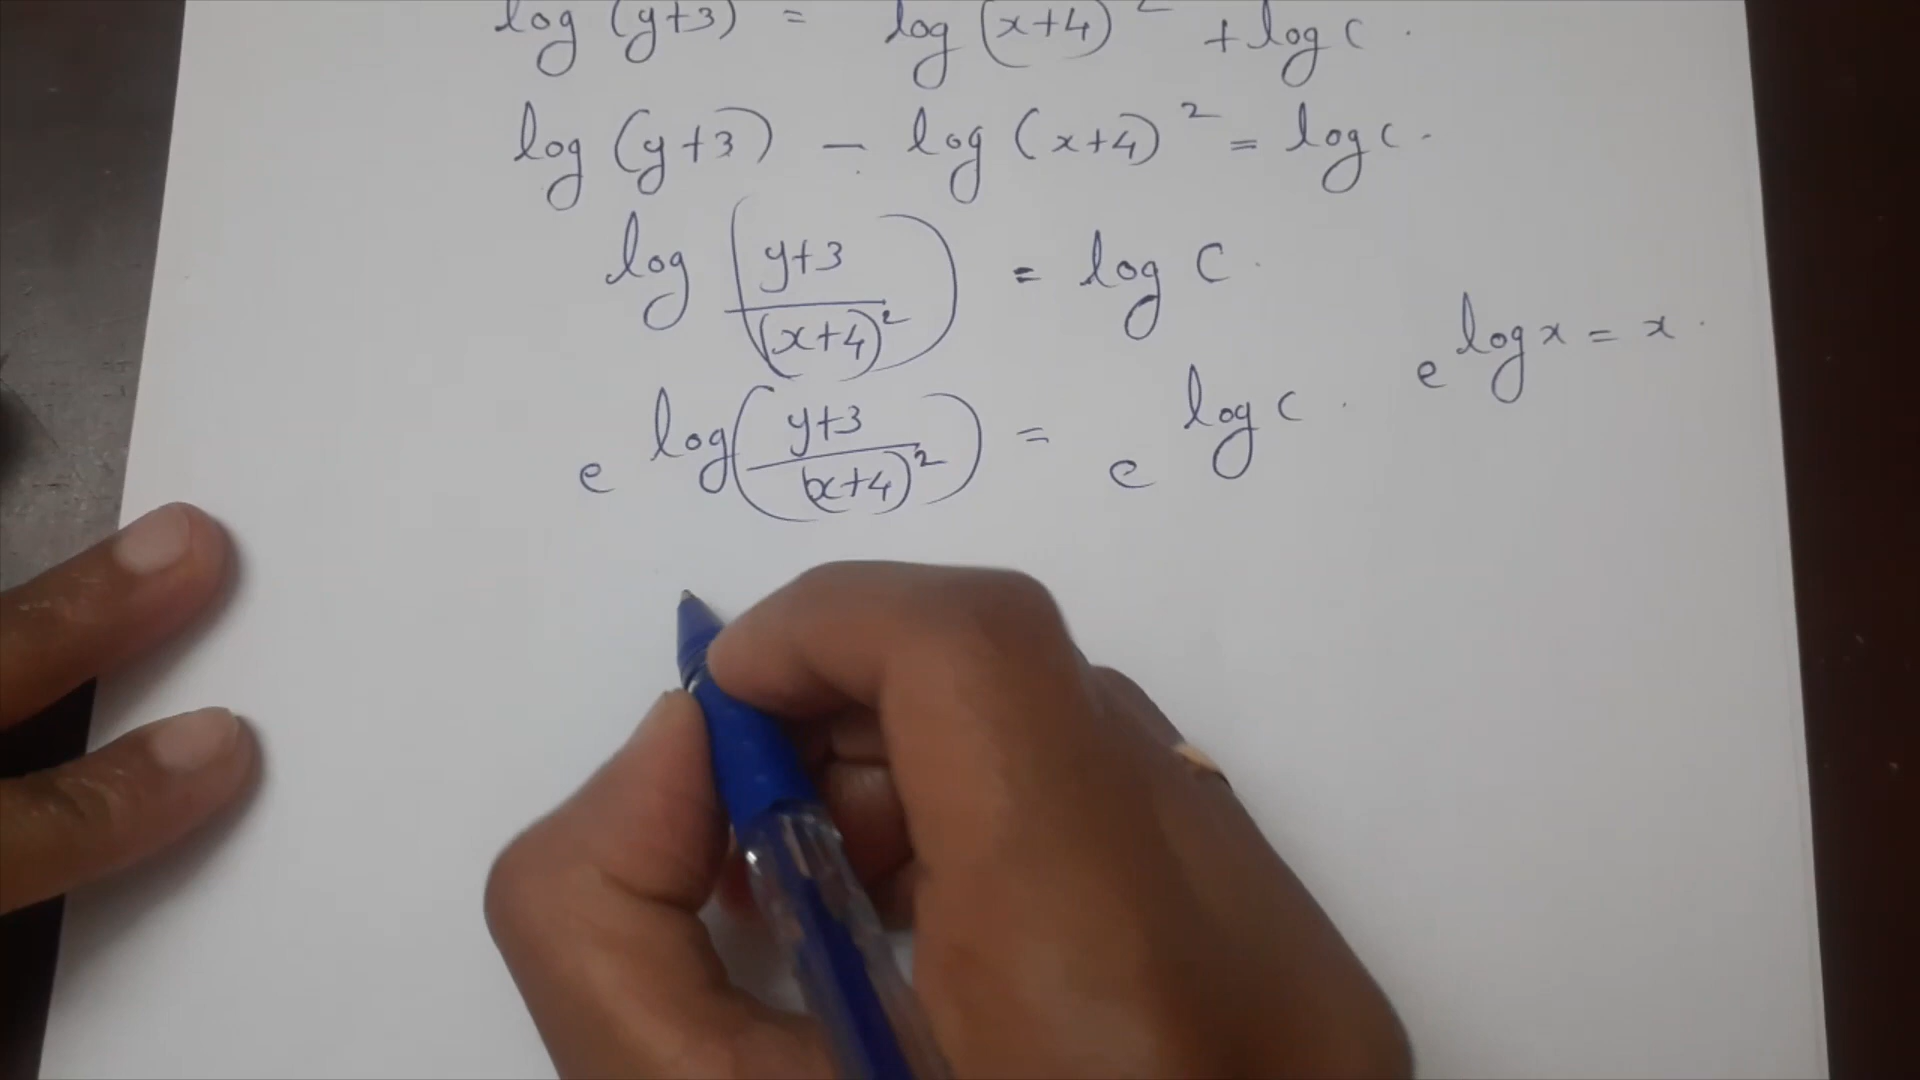 log (y+3) = log (x+4)² + log c.
log (y+3) - log (x+4)² = log c.
log ((y+3)/(x+4)²) = log C.
e^log x = x.
e^log((y+3)/(x+4)²) = e^log c.